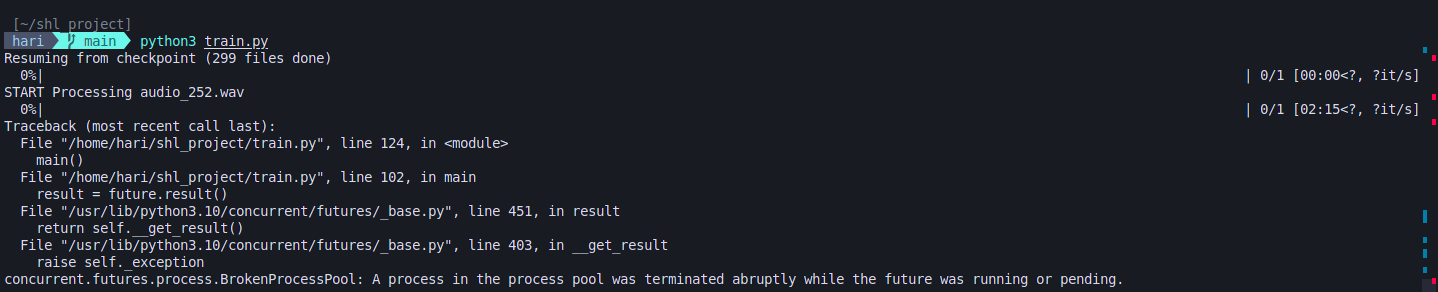 [~/shl_project]
hari main python3 train.py
Resuming from checkpoint (299 files done)
0%| | 0/1 [00:00<?, ?it/s]
START Processing audio_252.wav
0%| | 0/1 [02:15<?, ?it/s]
Traceback (most recent call last):
File "/home/hari/shl_project/train.py", line 124, in <module>
main()
File "/home/hari/shl_project/train.py", line 102, in main
result = future.result()
File "/usr/lib/python3.10/concurrent/futures/_base.py", line 451, in result
return self.__get_result()
File "/usr/lib/python3.10/concurrent/futures/_base.py", line 403, in __get_result
raise self._exception
concurrent.futures.process.BrokenProcessPool: A process in the process pool was terminated abruptly while the future was running or pending.